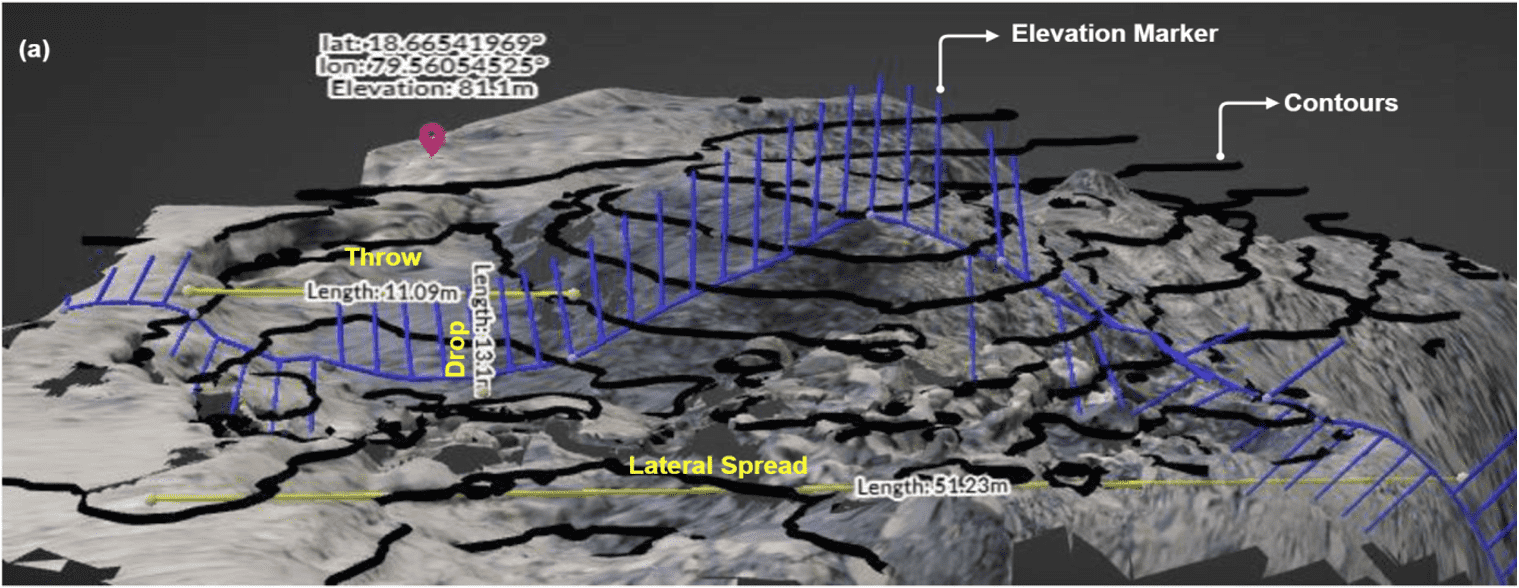 (a)
lat: 18.66541969°
lon: 79.56054525°
Elevation: 81.1m
Elevation Marker
Contours
Throw
Length: 11.09m
Drop
Length: 13.1m
Lateral Spread
Length: 51.23m